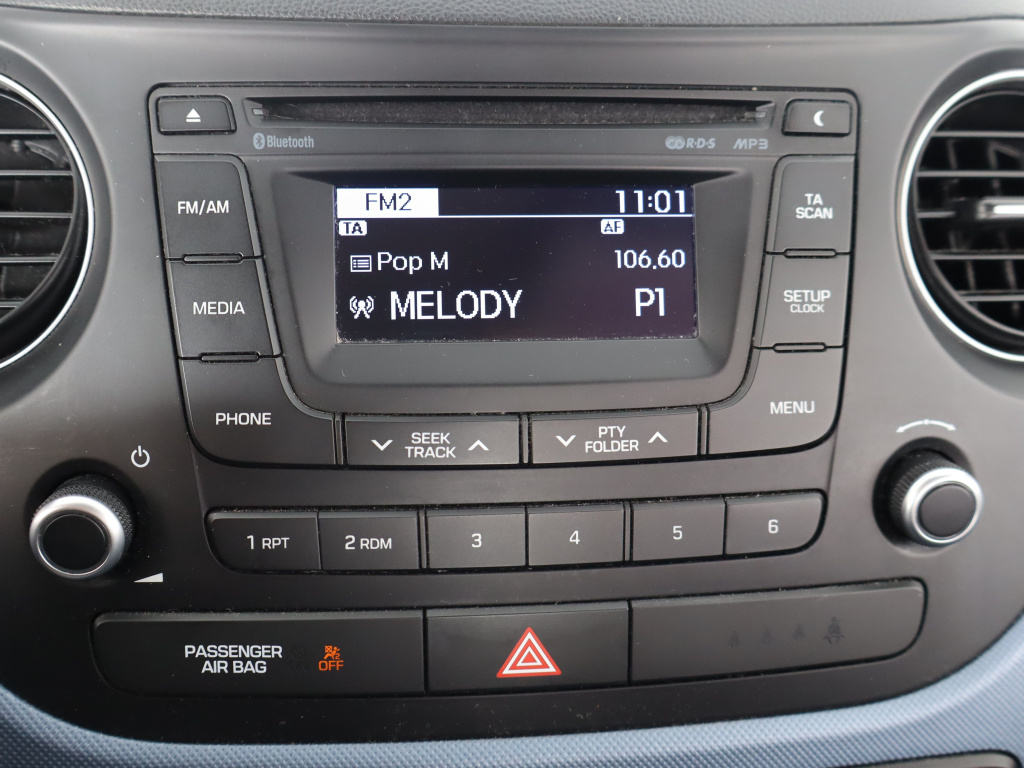 Bluetooth
R·D·S MP3
FM/AM
FM2 11:01
TA
SCAN
TA AF
Pop M 106.60
MEDIA
MELODY P1
SETUP
CLOCK
PHONE
SEEK
TRACK
PTY
FOLDER
MENU
1 RPT
2 RDM
3
4
5
6
PASSENGER
AIR BAG
OFF